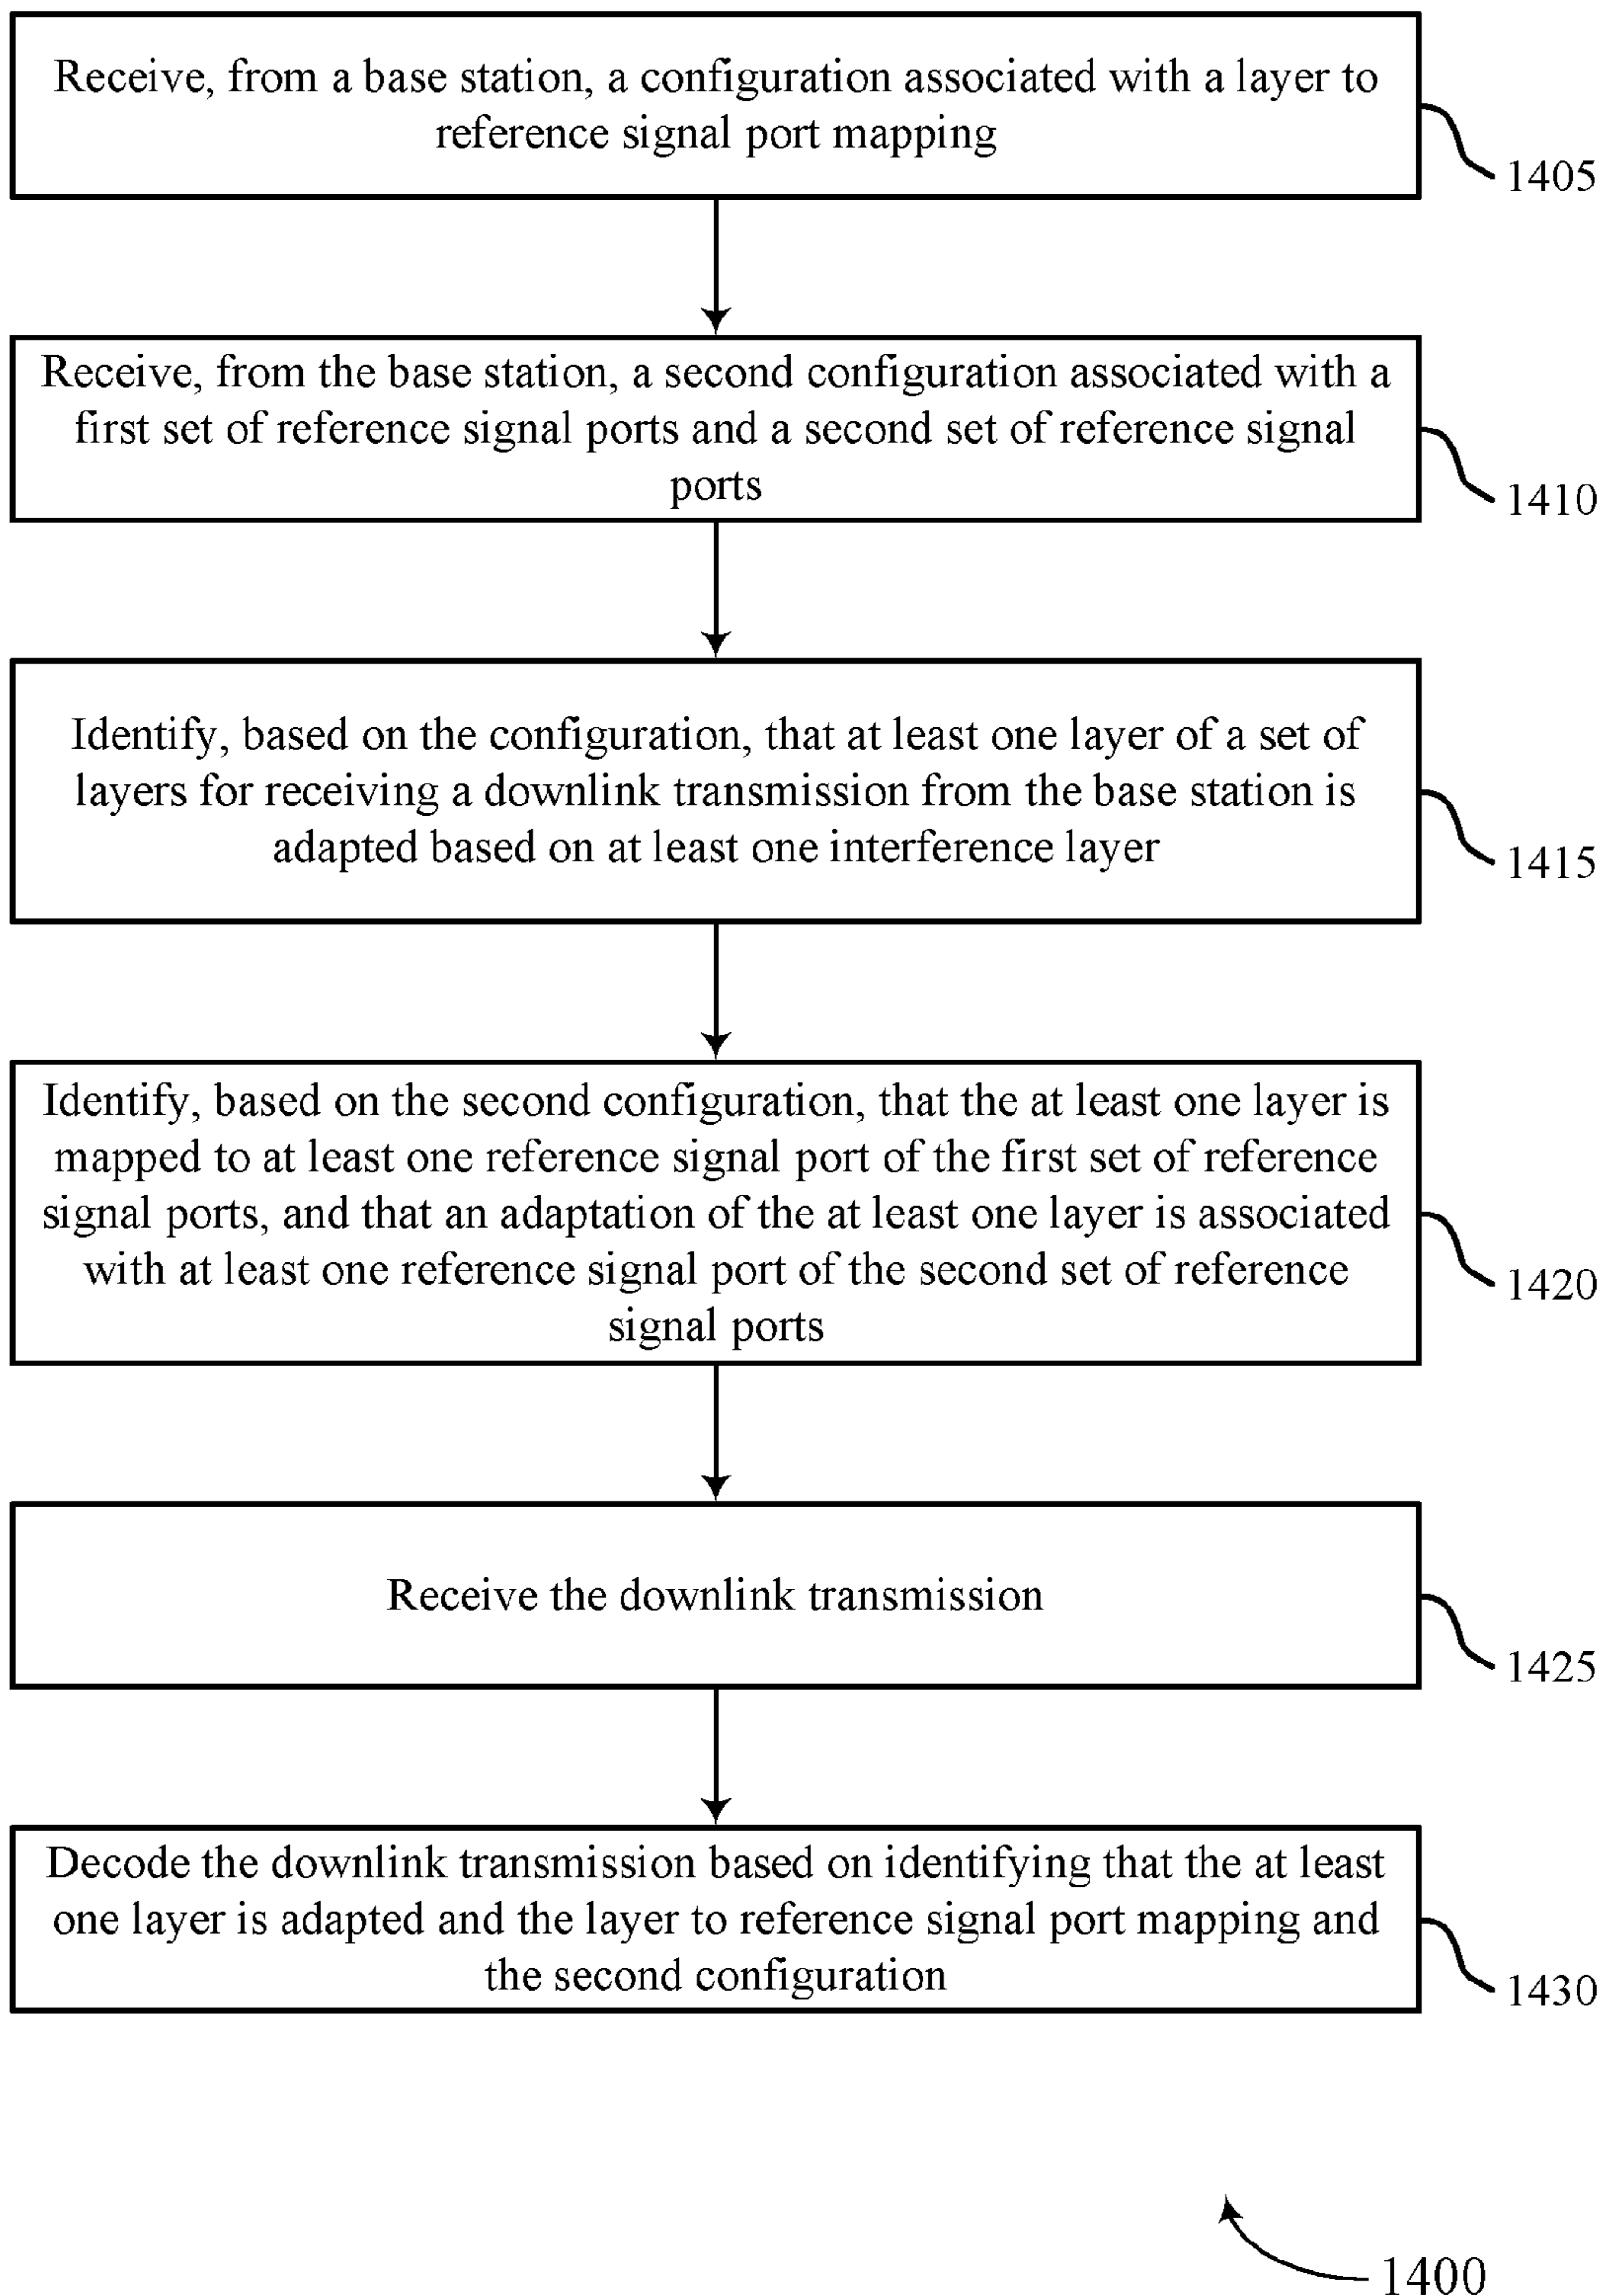 Receive, from a base station, a configuration associated with a layer to
reference signal port mapping
1405
Receive, from the base station, a second configuration associated with a
first set of reference signal ports and a second set of reference signal
ports
1410
Identify, based on the configuration, that at least one layer of a set of
layers for receiving a downlink transmission from the base station is
adapted based on at least one interference layer
1415
Identify, based on the second configuration, that the at least one layer is
mapped to at least one reference signal port of the first set of reference
signal ports, and that an adaptation of the at least one layer is associated
with at least one reference signal port of the second set of reference
signal ports
1420
Receive the downlink transmission
1425
Decode the downlink transmission based on identifying that the at least
one layer is adapted and the layer to reference signal port mapping and
the second configuration
1430
1400